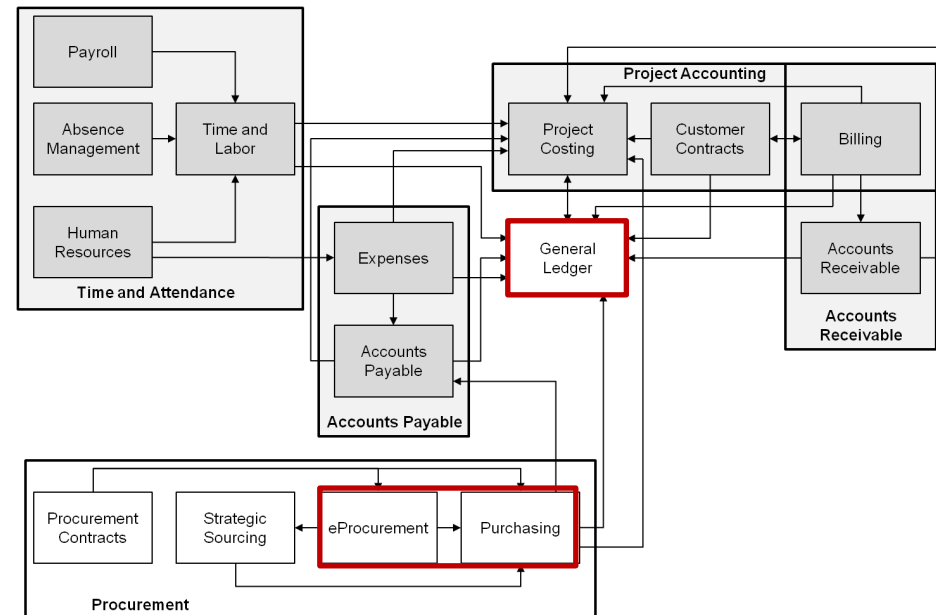 Payroll
Absence
Management
Time and
Labor
Human
Resources
Time and Attendance
Project Accounting
Project
Costing
Customer
Contracts
Billing
Expenses
General
Ledger
Accounts
Receivable
Accounts
Receivable
Accounts
Payable
Accounts Payable
Procurement
Contracts
Strategic
Sourcing
eProcurement
Purchasing
Procurement